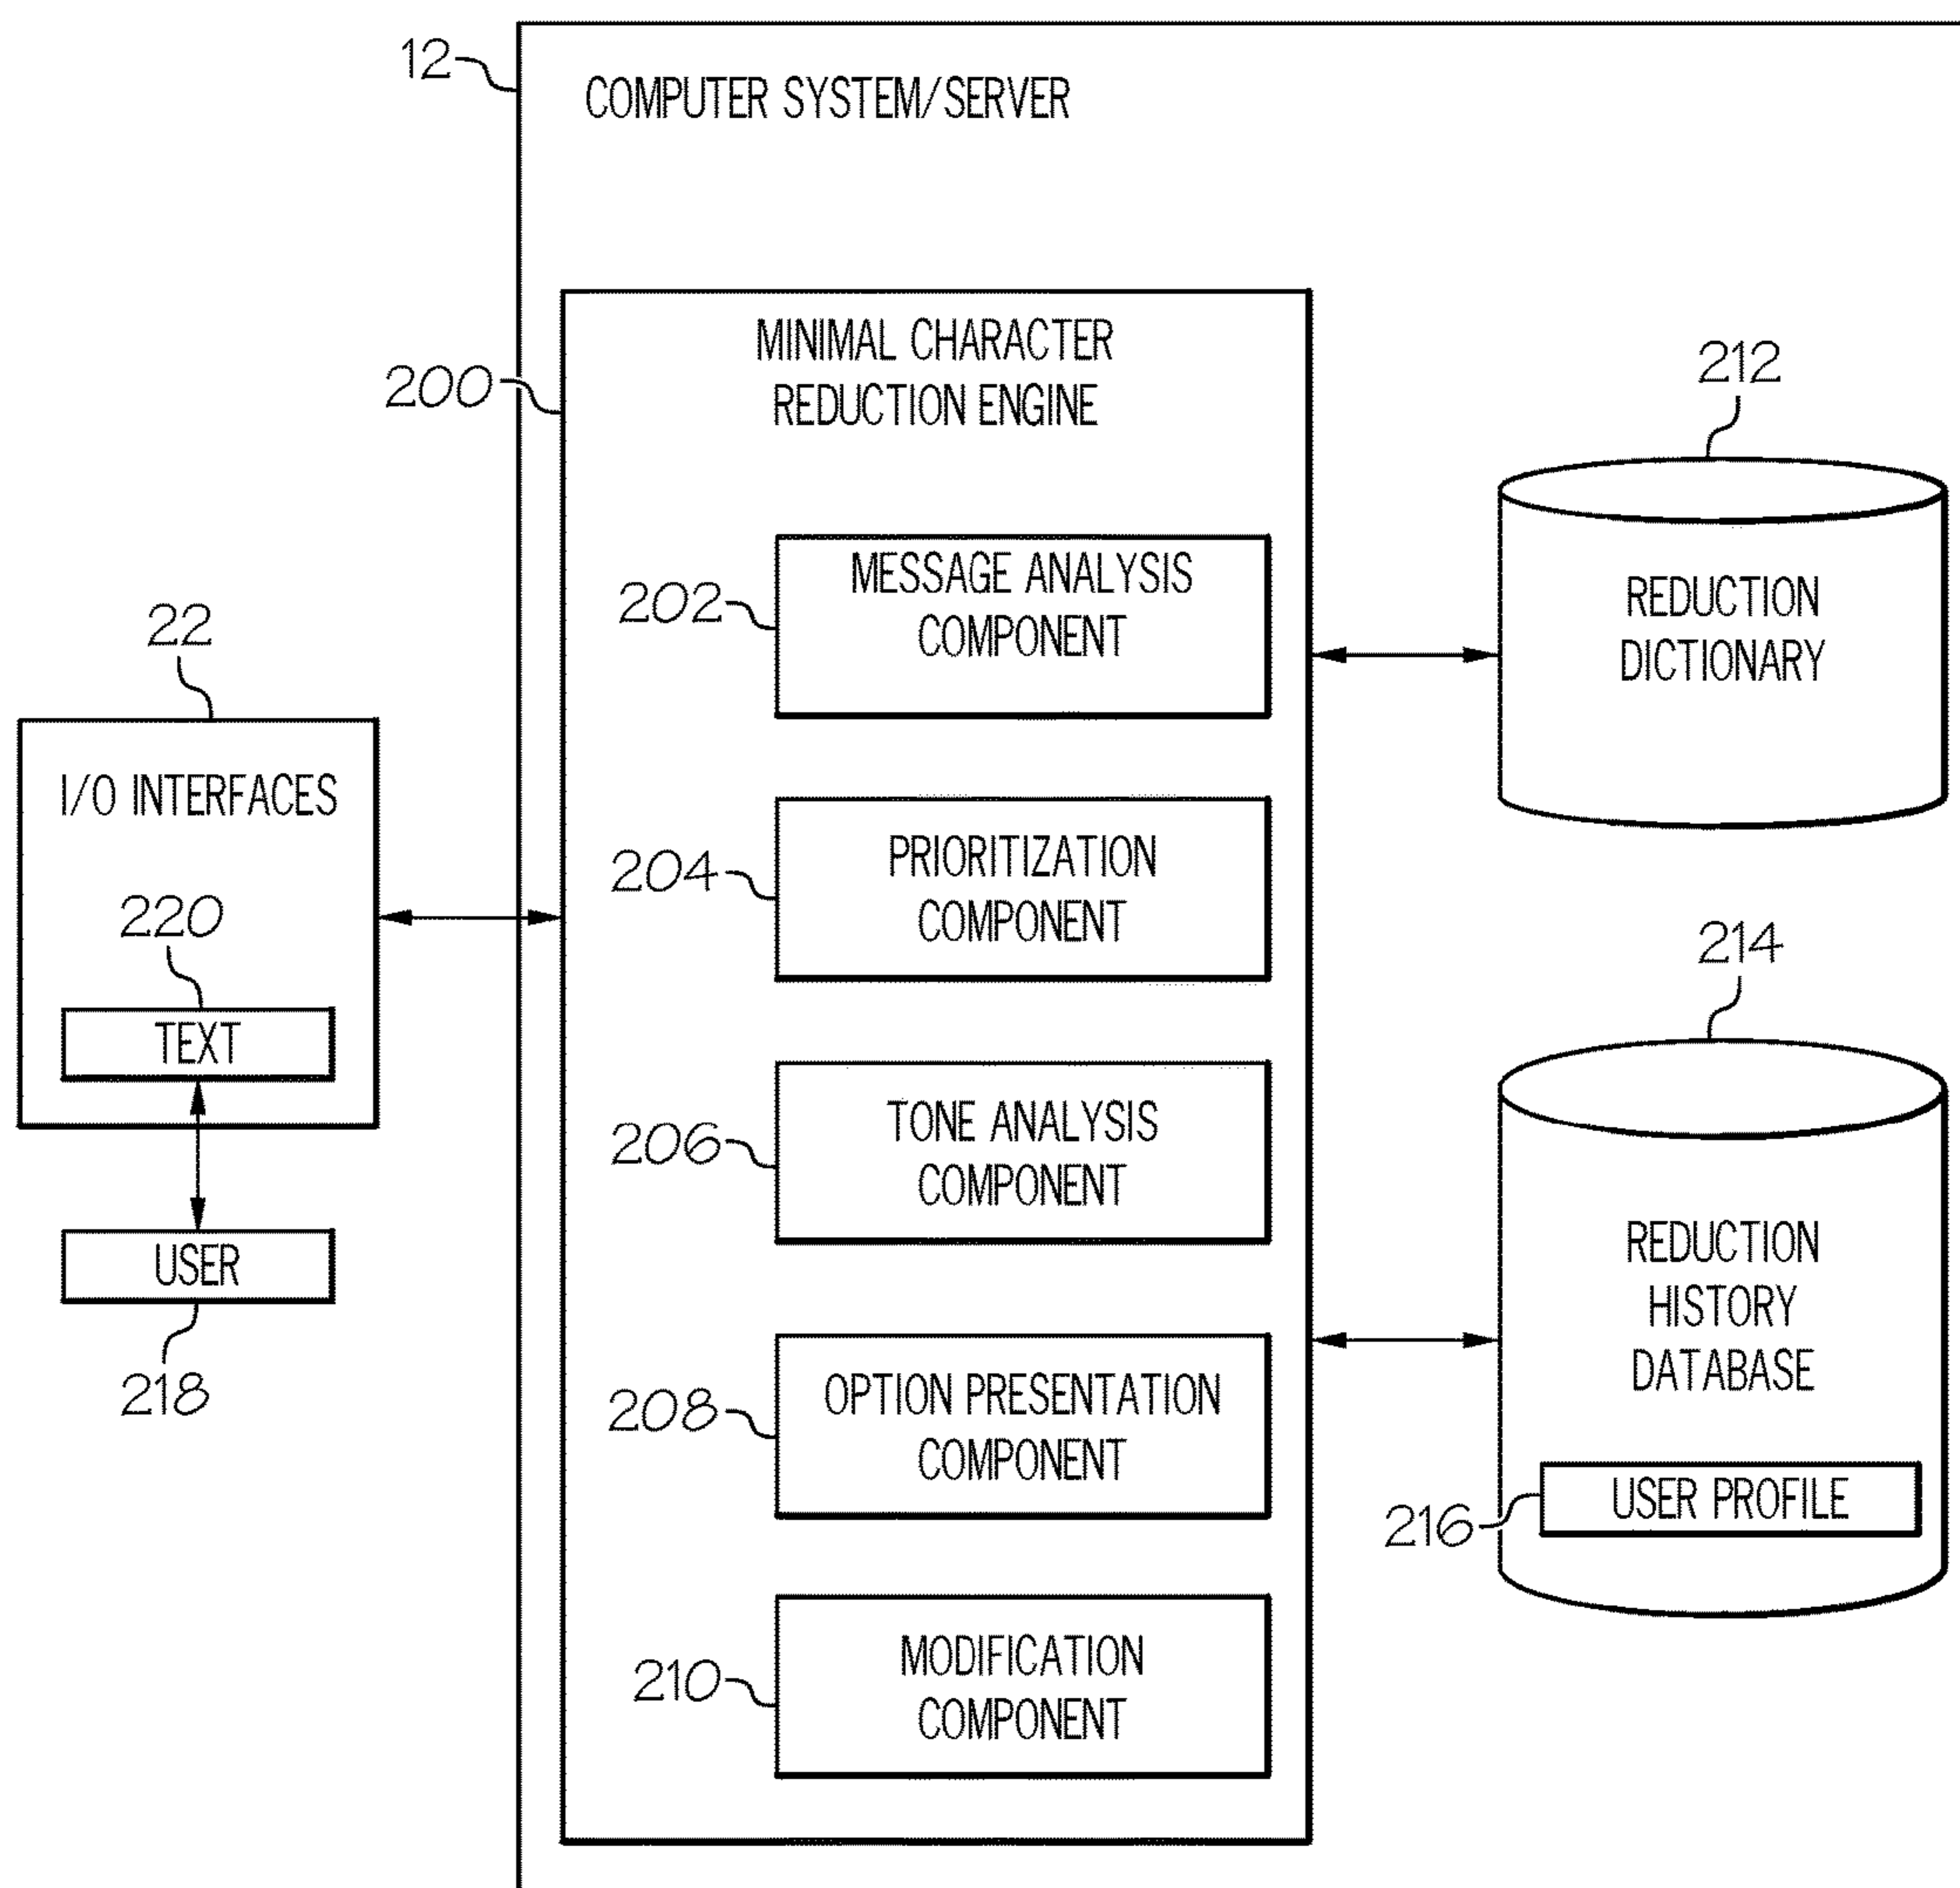 12
COMPUTER SYSTEM/SERVER
200
MINIMAL CHARACTER
REDUCTION ENGINE
202
MESSAGE ANALYSIS
COMPONENT
204
PRIORITIZATION
COMPONENT
206
TONE ANALYSIS
COMPONENT
208
OPTION PRESENTATION
COMPONENT
210
MODIFICATION
COMPONENT
22
I/O INTERFACES
220
TEXT
USER
218
212
REDUCTION
DICTIONARY
214
REDUCTION
HISTORY
DATABASE
216
USER PROFILE